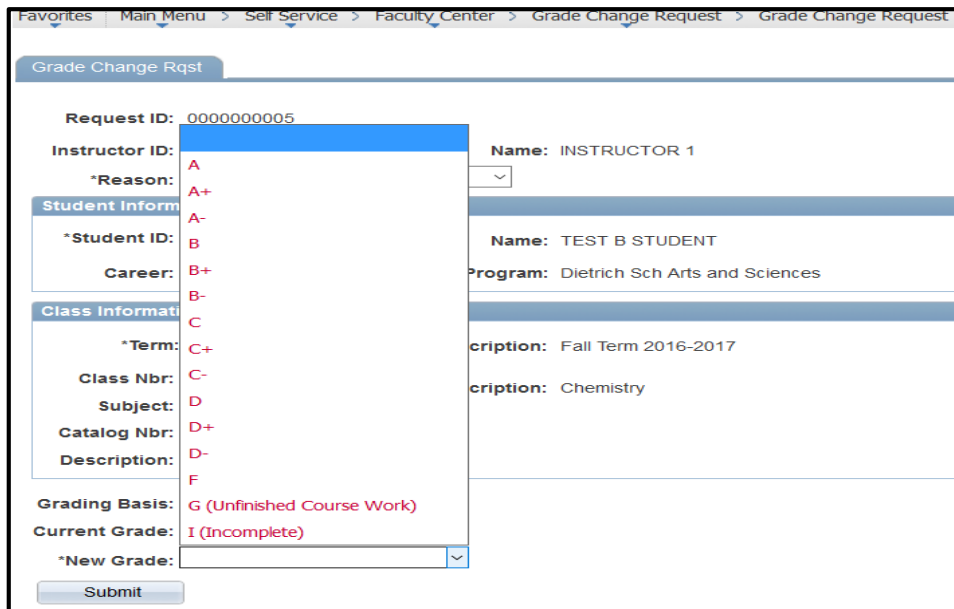 Favorites Main Menu > Self Service > Faculty Center > Grade Change Request > Grade Change Request
Grade Change Rqst
Request ID: 0000000005
Instructor ID: Name: INSTRUCTOR 1
*Reason:
Student Inform
*Student ID: Name: TEST B STUDENT
Career: Program: Dietrich Sch Arts and Sciences
Class Informati
*Term: cription: Fall Term 2016-2017
Class Nbr:
cription: Chemistry
Subject:
Catalog Nbr:
Description:
Grading Basis:
Current Grade:
*New Grade:
A
A+
A-
B
B+
B-
C
C+
C-
D
D+
D-
F
G (Unfinished Course Work)
I (Incomplete)
Submit